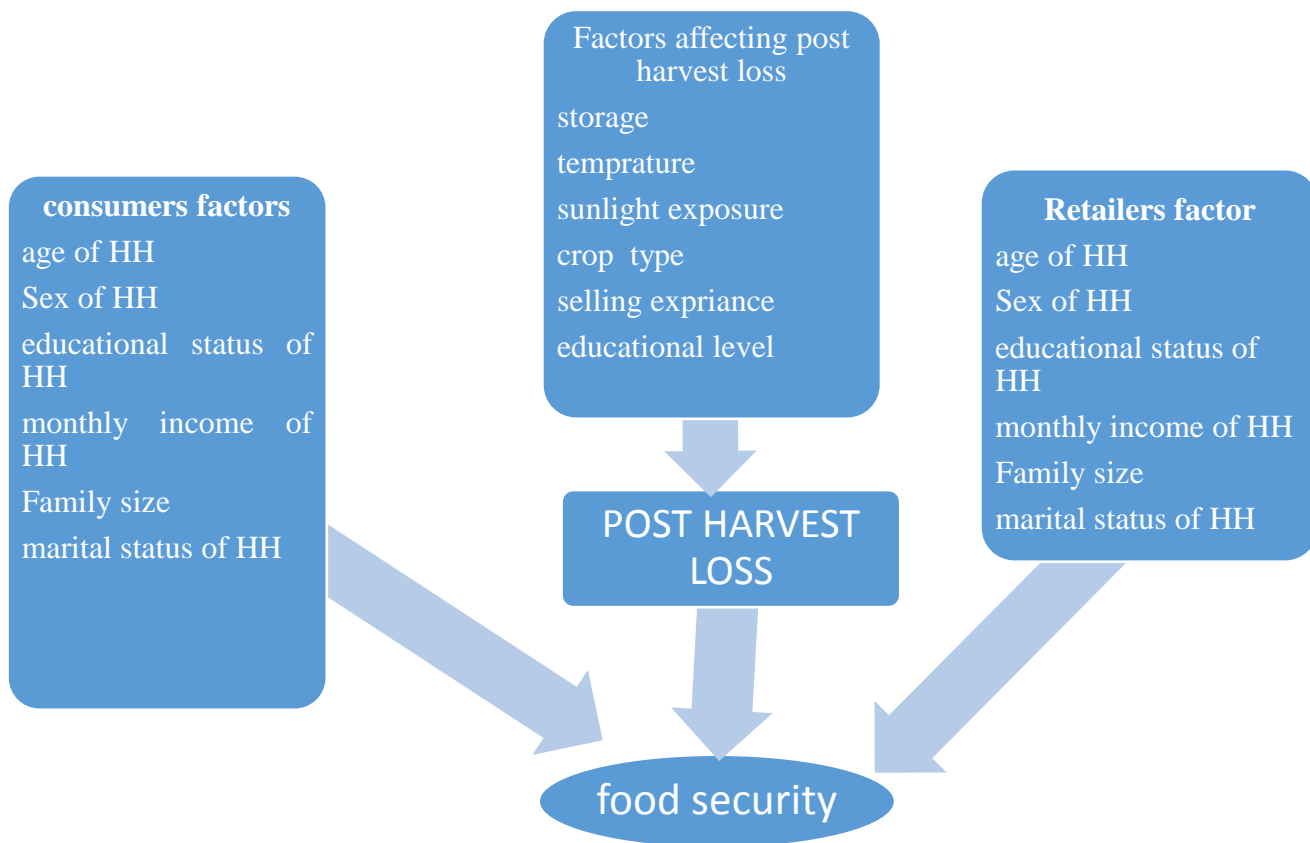 Factors affecting post
harvest loss
storage
temprature
sunlight exposure
crop type
selling expriance
educational level
consumers factors
age of HH
Sex of HH
educational status of
HH
monthly income of
HH
Family size
marital status of HH
Retailers factor
age of HH
Sex of HH
educational status of
HH
monthly income of HH
Family size
marital status of HH
POST HARVEST
LOSS
food security